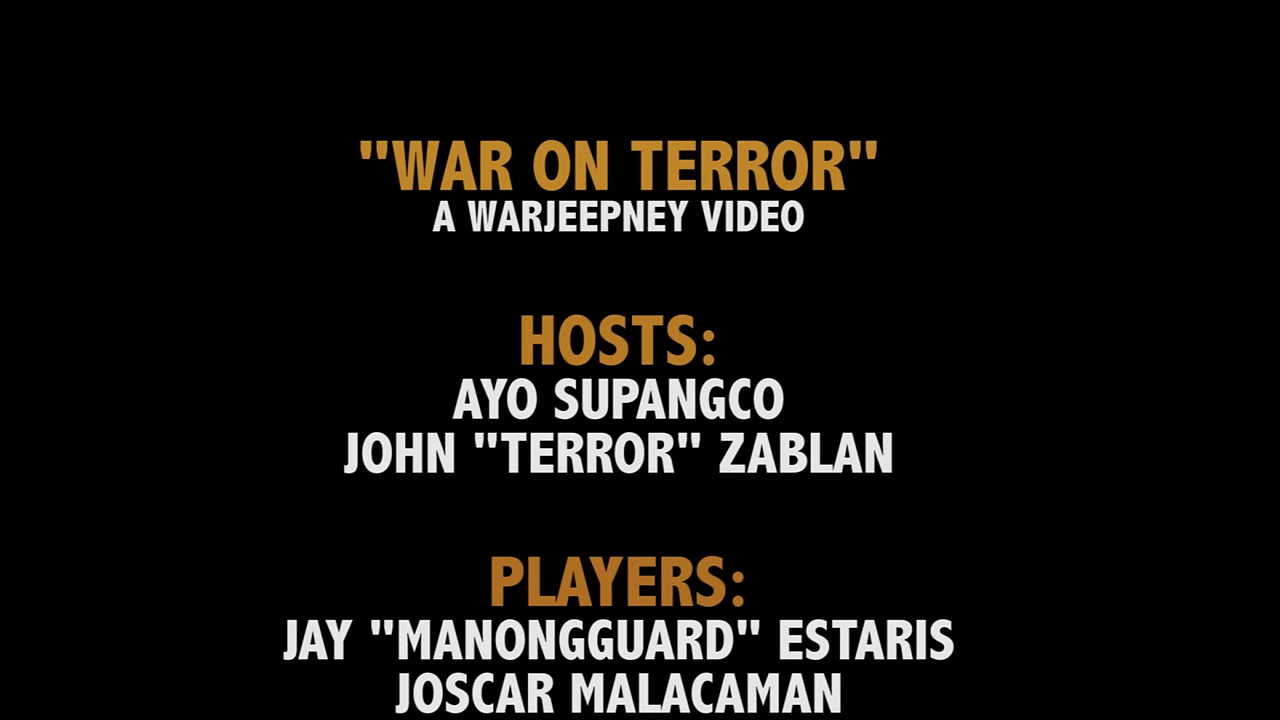 "WAR ON TERROR"
A WARJEEPNEY VIDEO
HOSTS:
AYO SUPANGCO
JOHN "TERROR" ZABLAN
PLAYERS:
JAY "MANONGGUARD" ESTARIS
JOSCAR MALACAMAN